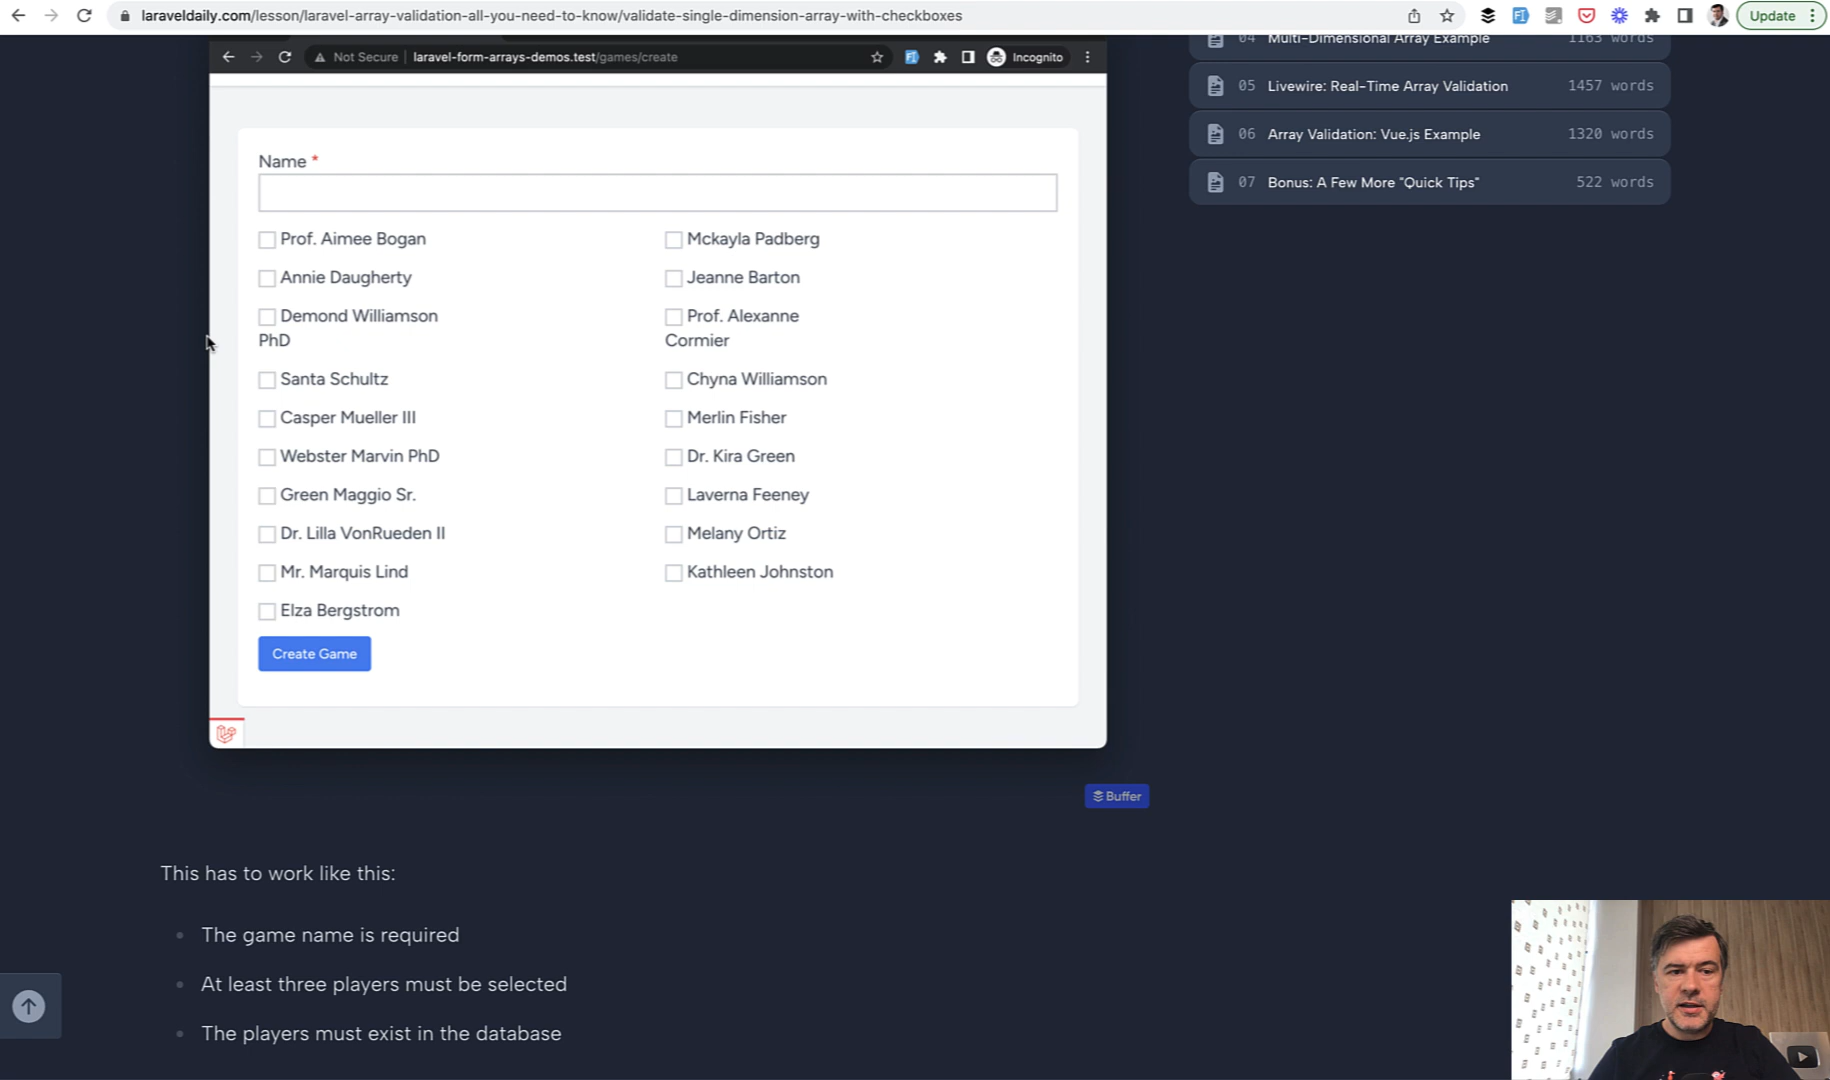 laraveldaily.com/lesson/laravel-array-validation-all-you-need-to-know/validate-single-dimension-array-with-checkboxes
Update
Not Secure | laravel-form-arrays-demos.test/games/create
Incognito
04 Multi-Dimensional Array Example 1163 words
05 Livewire: Real-Time Array Validation 1457 words
06 Array Validation: Vue.js Example 1320 words
07 Bonus: A Few More "Quick Tips" 522 words
Name *
Prof. Aimee Bogan
Mckayla Padberg
Annie Daugherty
Jeanne Barton
Demond Williamson
PhD
Prof. Alexanne
Cormier
Santa Schultz
Chyna Williamson
Casper Mueller III
Merlin Fisher
Webster Marvin PhD
Dr. Kira Green
Green Maggio Sr.
Laverna Feeney
Dr. Lilla VonRueden II
Melany Ortiz
Mr. Marquis Lind
Kathleen Johnston
Elza Bergstrom
Create Game
Buffer
This has to work like this:
• The game name is required
• At least three players must be selected
• The players must exist in the database